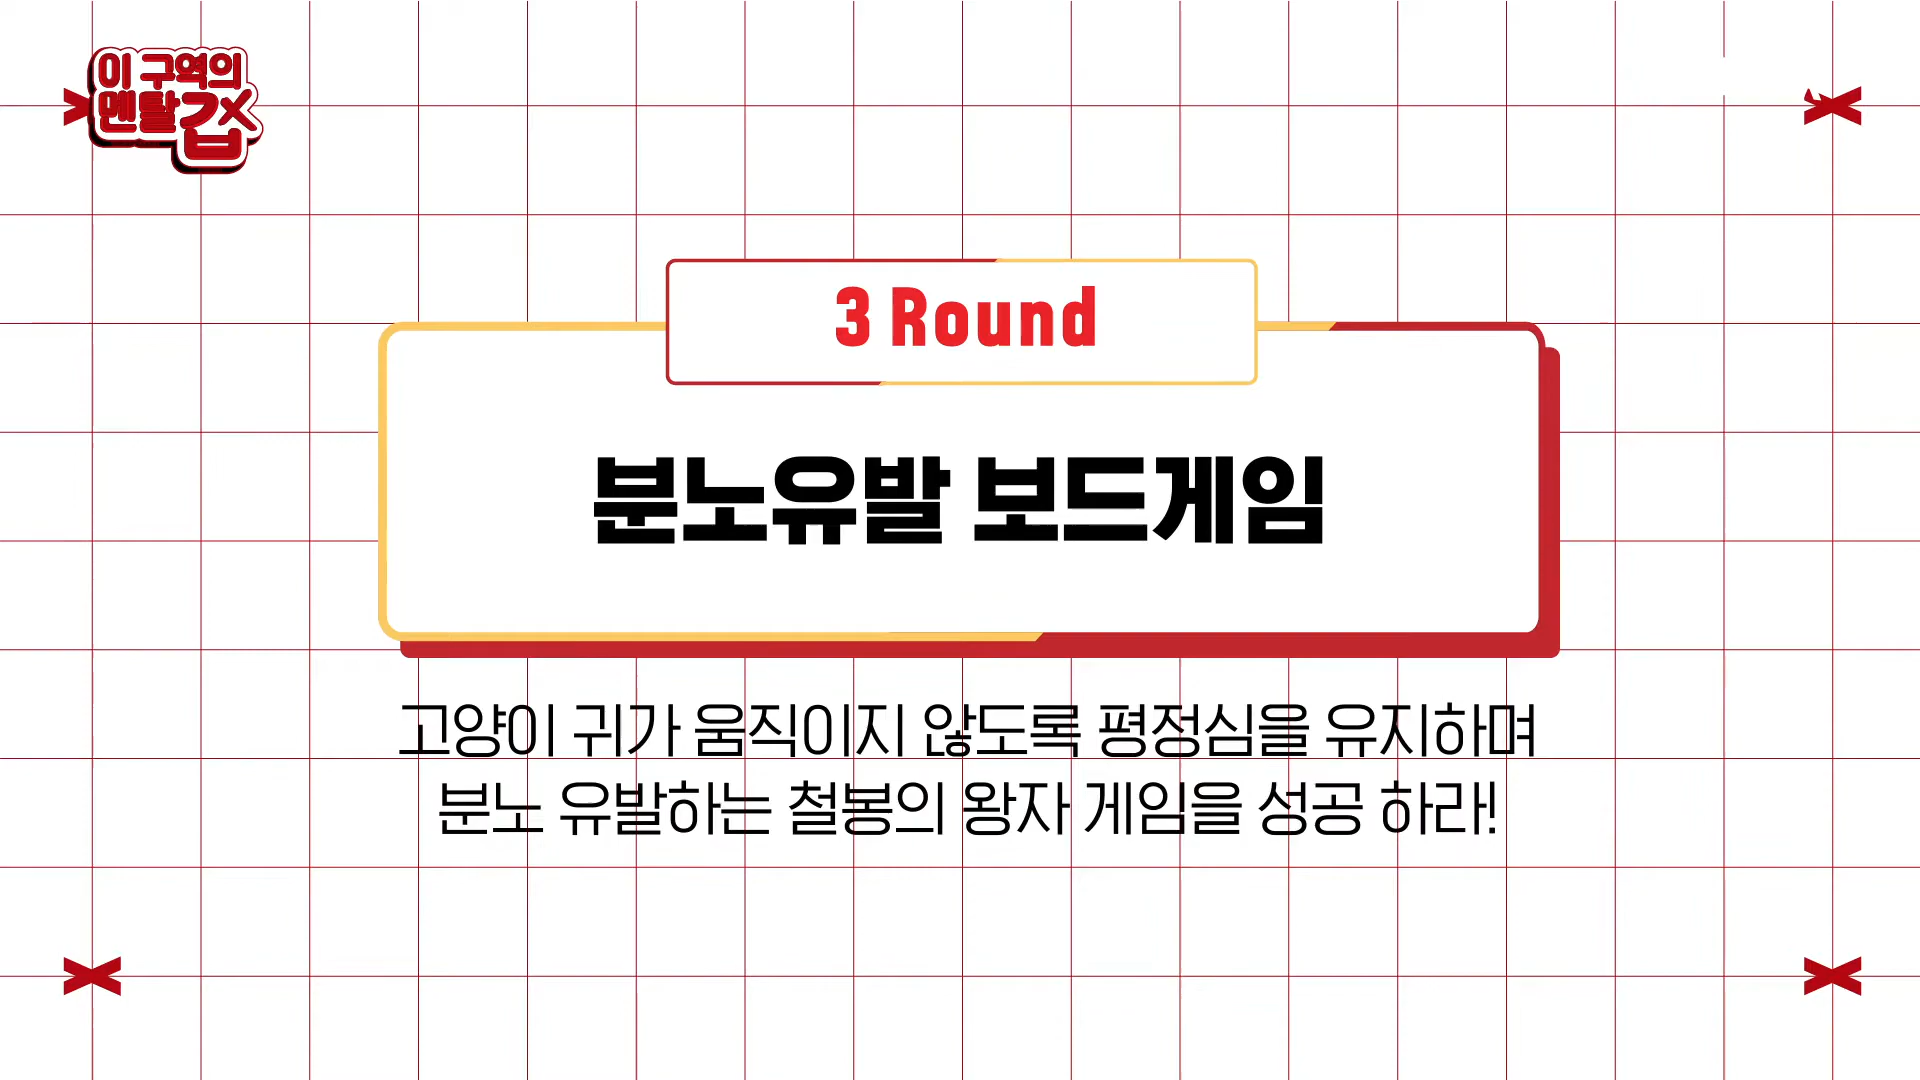 이 구역의
멘탈갑
3 Round
분노유발 보드게임
고양이 귀가 움직이지 않도록 평정심을 유지하며
분노 유발하는 철봉의 왕자 게임을 성공 하라!